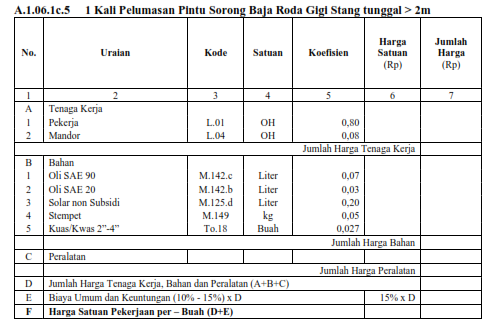 A.1.06.1c.5 1 Kali Pelumasan Pintu Sorong Baja Roda Gigi Stang tunggal > 2m
No. Uraian Kode Satuan Koefisien Harga Satuan (Rp) Jumlah Harga (Rp)
1 2 3 4 5 6 7
A Tenaga Kerja
1 Pekerja L.01 OH 0,80
2 Mandor L.04 OH 0,08
Jumlah Harga Tenaga Kerja
B Bahan
1 Oli SAE 90 M.142.c Liter 0,07
2 Oli SAE 20 M.142.b Liter 0,03
3 Solar non Subsidi M.125.d Liter 0,20
4 Stempet M.149 kg 0,05
5 Kuas/Kwas 2”-4” To.18 Buah 0,027
Jumlah Harga Bahan
C Peralatan
Jumlah Harga Peralatan
D Jumlah Harga Tenaga Kerja, Bahan dan Peralatan (A+B+C)
E Biaya Umum dan Keuntungan (10% - 15%) x D 15% x D
F Harga Satuan Pekerjaan per – Buah (D+E)